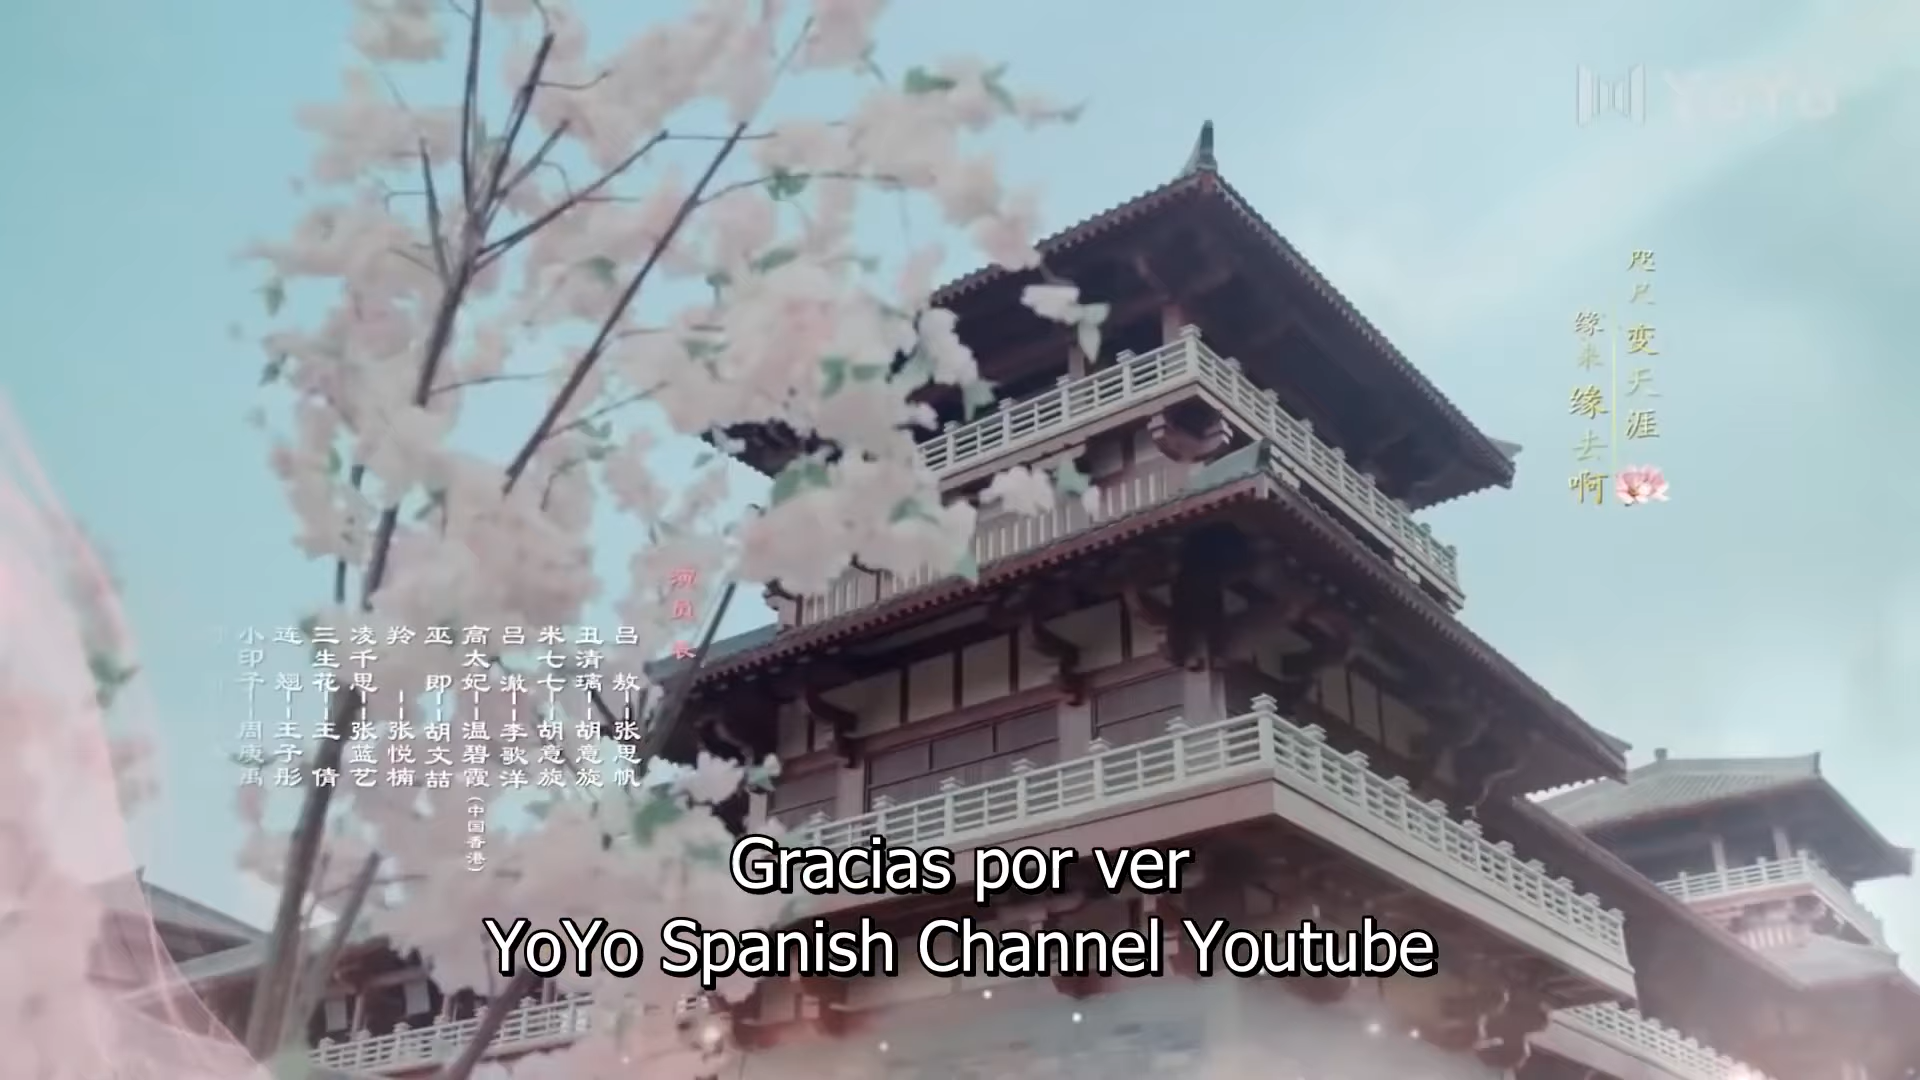 YOYO
咫尺变天涯
缘来缘去啊
演员表
吕敖 张思帆
丑清璃 胡意旋
米七七 胡意旋
吕澈 李歌洋
高太妃 温碧霞(中国香港)
巫即 胡文喆
羚 张悦楠
凌千思 张蓝艺
三生花 王倩
连翘 王子彤
小印子 周庚禹
Gracias por ver
YoYo Spanish Channel Youtube